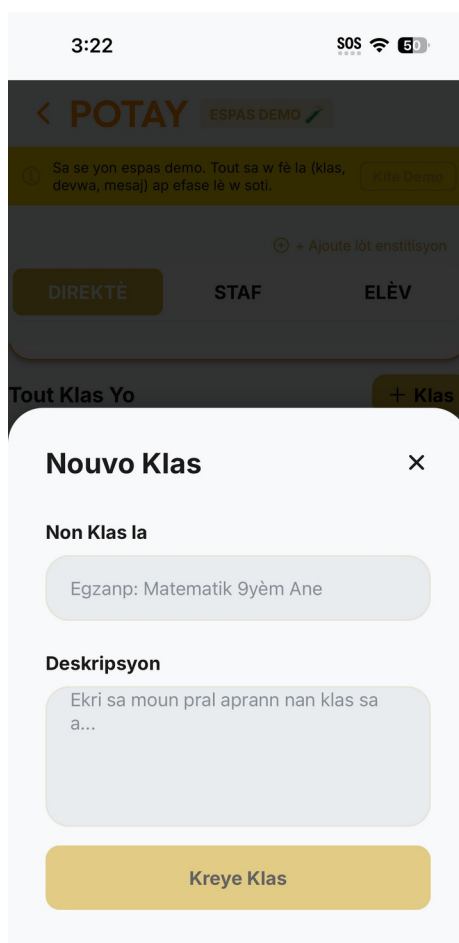 3:22
SOS
50
POTAY
ESPAS DEMO
Sa se yon espas demo. Tout sa w fè la (klas,
devwa, mesaj) ap efase lè w soti.
Kite Demo
+ Ajoute lòt enstitisyon
DIREKTÈ
STAF
ELÈV
Tout Klas Yo
+ Klas
Nouvo Klas
Non Klas la
Egzanp: Matematik 9yèm Ane
Deskripsyon
Ekri sa moun pral aprann nan klas sa
a...
Kreye Klas